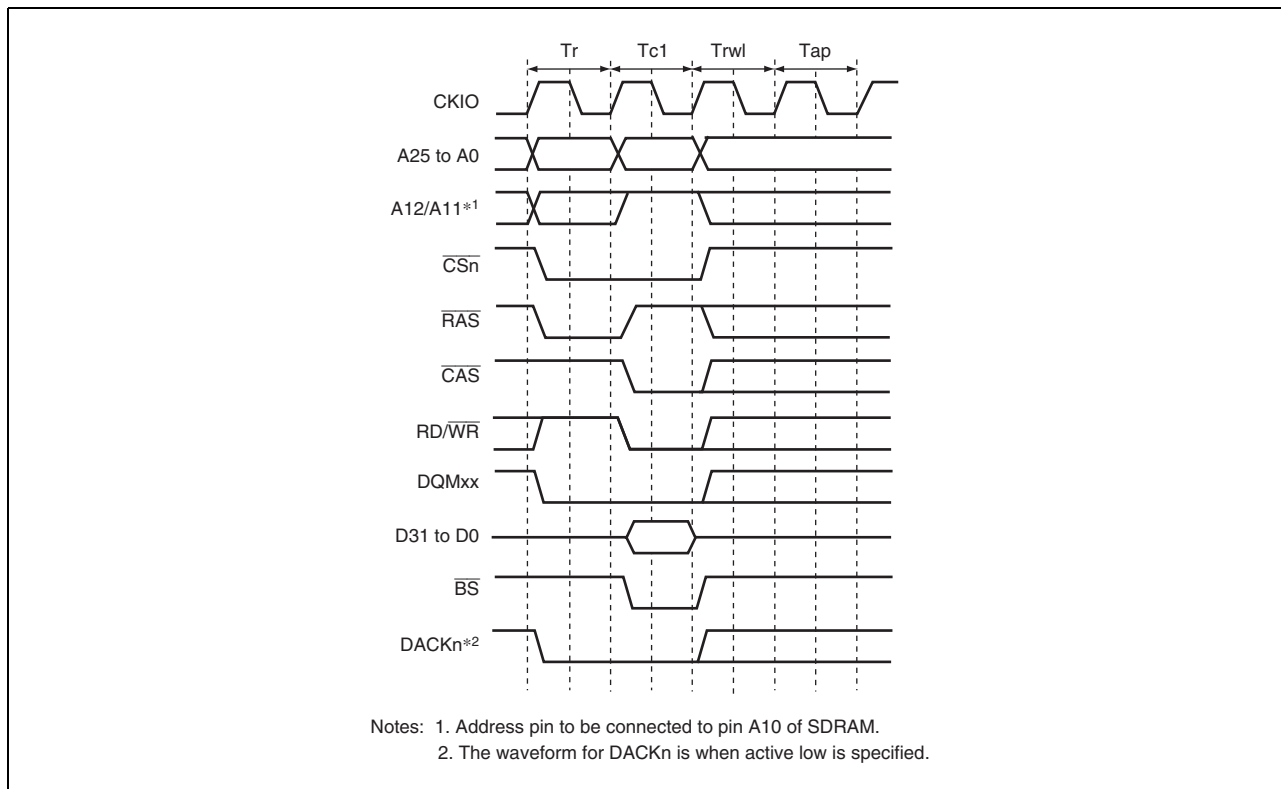 Tr Tc1 Trwl Tap
CKIO
A25 to A0
A12/A11*1
CSn
RAS
CAS
RD/WR
DQMxx
D31 to D0
BS
DACKn*2
Notes: 1. Address pin to be connected to pin A10 of SDRAM.
2. The waveform for DACKn is when active low is specified.